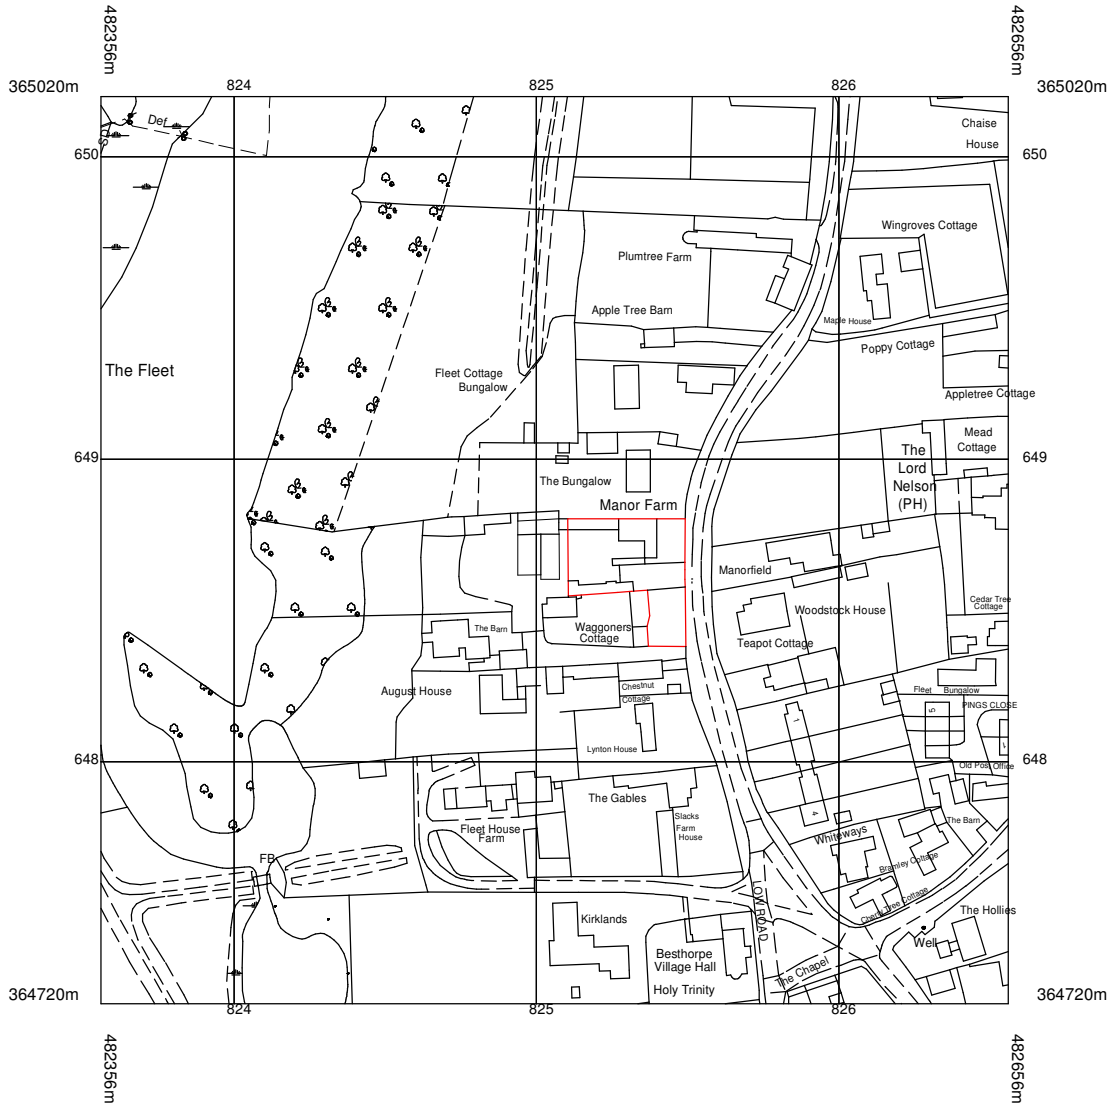 482356m
482656m
365020m
824
825
826
365020m
Def
Chaise
House
650
650
Wingroves Cottage
Plumtree Farm
Apple Tree Barn
Maple House
Poppy Cottage
The Fleet
Fleet Cottage
Bungalow
Appletree Cottage
Mead
Cottage
The
Lord
Nelson
(PH)
649
649
The Bungalow
Manor Farm
Manorfield
Woodstock House
Cedar Tree
Cottage
The Barn
Waggoners
Cottage
Teapot Cottage
August House
Chestnut
Cottage
Fleet Bungalow
PINGS CLOSE
5
1
1
Lynton House
648
648
Old Post Office
The Gables
4
Slacks
Farm
House
Fleet House
Farm
Whiteways
The Barn
Bramley Cottage
FB
Cherry Tree Cottage
LOW ROAD
The Hollies
Kirklands
Well
Besthorpe
Village Hall
The Chapel
Holy Trinity
364720m
824
825
826
364720m
482356m
482656m